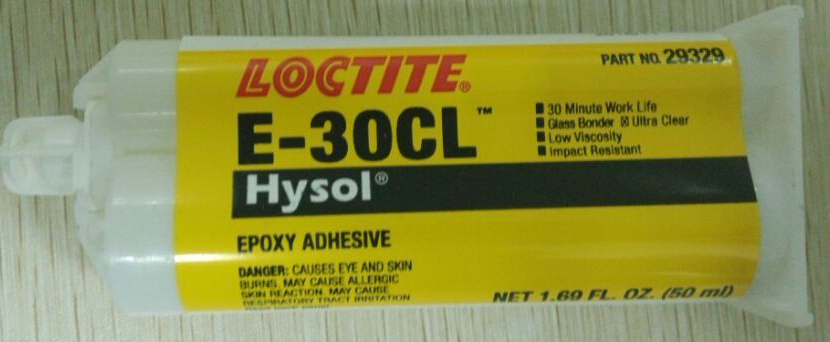 LOCTITE®
PART NO. 29329
E-30CL™
■ 30 Minute Work Life
■ Glass Bonder ☒ Ultra Clear
■ Low Viscosity
■ Impact Resistant
Hysol®
EPOXY ADHESIVE
DANGER: CAUSES EYE AND SKIN
BURNS. MAY CAUSE ALLERGIC
SKIN REACTION. MAY CAUSE
RESPIRATORY TRACT IRRITATION
NET 1.69 FL. OZ. (50 ml)